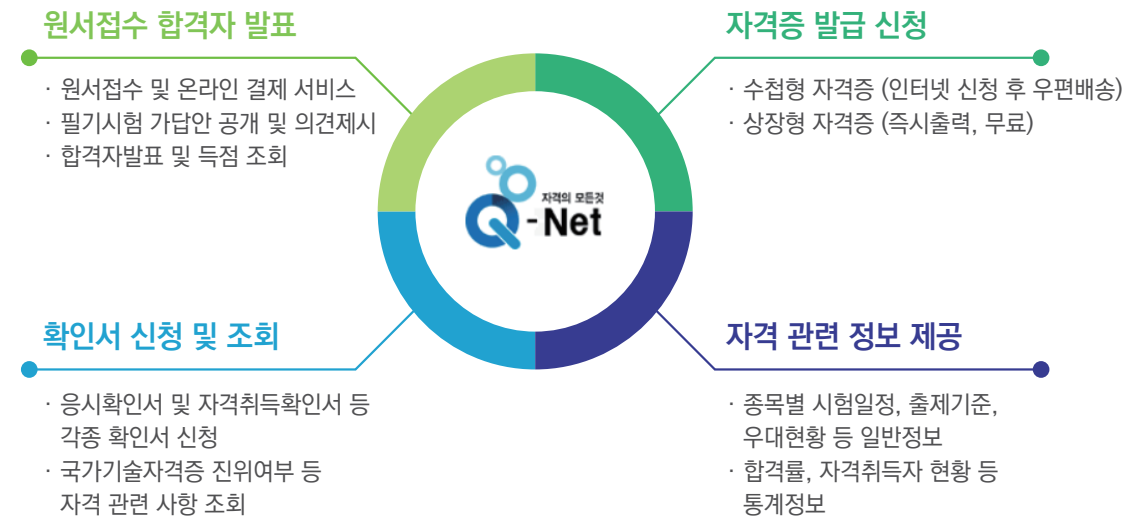 원서접수 합격자 발표
· 원서접수 및 온라인 결제 서비스
· 필기시험 가답안 공개 및 의견제시
· 합격자발표 및 득점 조회
자격증 발급 신청
· 수첩형 자격증 (인터넷 신청 후 우편배송)
· 상장형 자격증 (즉시출력, 무료)
자격의 모든것
Q-Net
확인서 신청 및 조회
· 응시확인서 및 자격취득확인서 등
각종 확인서 신청
· 국가기술자격증 진위여부 등
자격 관련 사항 조회
자격 관련 정보 제공
· 종목별 시험일정, 출제기준,
우대현황 등 일반정보
· 합격률, 자격취득자 현황 등
통계정보